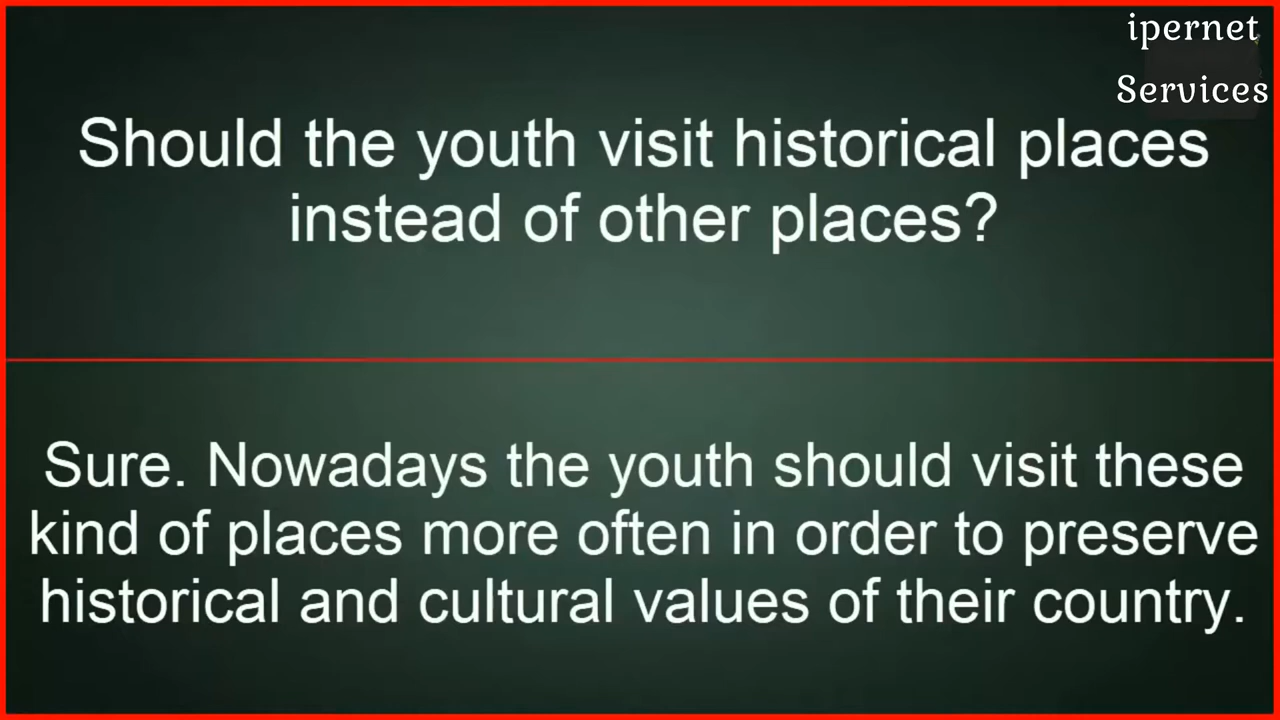 ipernet
Services
Should the youth visit historical places
instead of other places?
Sure. Nowadays the youth should visit these
kind of places more often in order to preserve
historical and cultural values of their country.